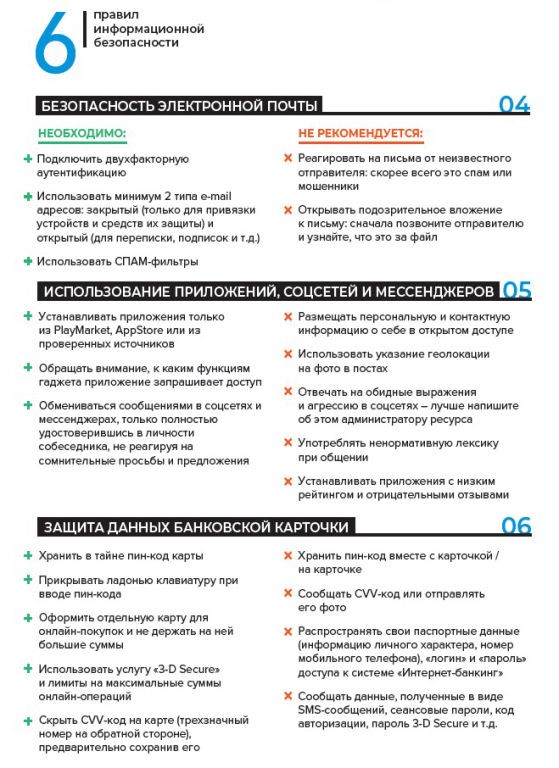 6
правил
информационной
безопасности
БЕЗОПАСНОСТЬ ЭЛЕКТРОННОЙ ПОЧТЫ
04
НЕОБХОДИМО:
+ Подключить двухфакторную
аутентификацию
+ Использовать минимум 2 типа e-mail
адресов: закрытый (только для привязки
устройств и средств их защиты) и
открытый (для переписки, подписок и т.д.)
+ Использовать СПАМ-фильтры
НЕ РЕКОМЕНДУЕТСЯ:
× Реагировать на письма от неизвестного
отправителя: скорее всего это спам или
мошенники
× Открывать подозрительное вложение
к письму: сначала позвоните отправителю
и узнайте, что это за файл
ИСПОЛЬЗОВАНИЕ ПРИЛОЖЕНИЙ, СОЦСЕТЕЙ И МЕССЕНДЖЕРОВ
05
+ Устанавливать приложения только
из PlayMarket, AppStore или из
проверенных источников
+ Обращать внимание, к каким функциям
гаджета приложение запрашивает доступ
+ Обмениваться сообщениями в соцсетях и
мессенджерах, только полностью
удостоверившись в личности
собеседника, не реагируя на
сомнительные просьбы и предложения
× Размещать персональную и контактную
информацию о себе в открытом доступе
× Использовать указание геолокации
на фото в постах
× Отвечать на обидные выражения
и агрессию в соцсетях – лучше напишите
об этом администратору ресурса
× Употреблять ненормативную лексику
при общении
× Устанавливать приложения с низким
рейтингом и отрицательными отзывами
ЗАЩИТА ДАННЫХ БАНКОВСКОЙ КАРТОЧКИ
06
+ Хранить в тайне пин-код карты
+ Прикрывать ладонью клавиатуру при
вводе пин-кода
+ Оформить отдельную карту для
онлайн-покупок и не держать на ней
большие суммы
+ Использовать услугу «3-D Secure»
и лимиты на максимальные суммы
онлайн-операций
+ Скрыть CVV-код на карте (трехзначный
номер на обратной стороне),
предварительно сохранив его
× Хранить пин-код вместе с карточкой /
на карточке
× Сообщать CVV-код или отправлять
его фото
× Распространять свои паспортные данные
(информацию личного характера, номер
мобильного телефона), «логин» и «пароль»
доступа к системе «Интернет-банкинг»
× Сообщать данные, полученные в виде
SMS-сообщений, сеансовые пароли, код
авторизации, пароль 3-D Secure и т.д.